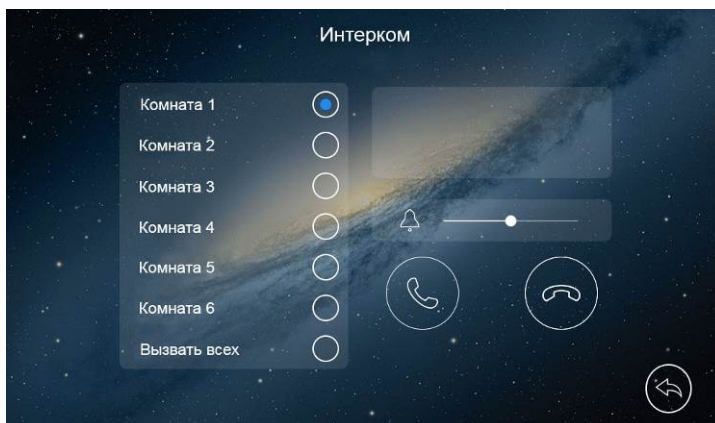 Интерком
Комната 1
Комната 2
Комната 3
Комната 4
Комната 5
Комната 6
Вызвать всех